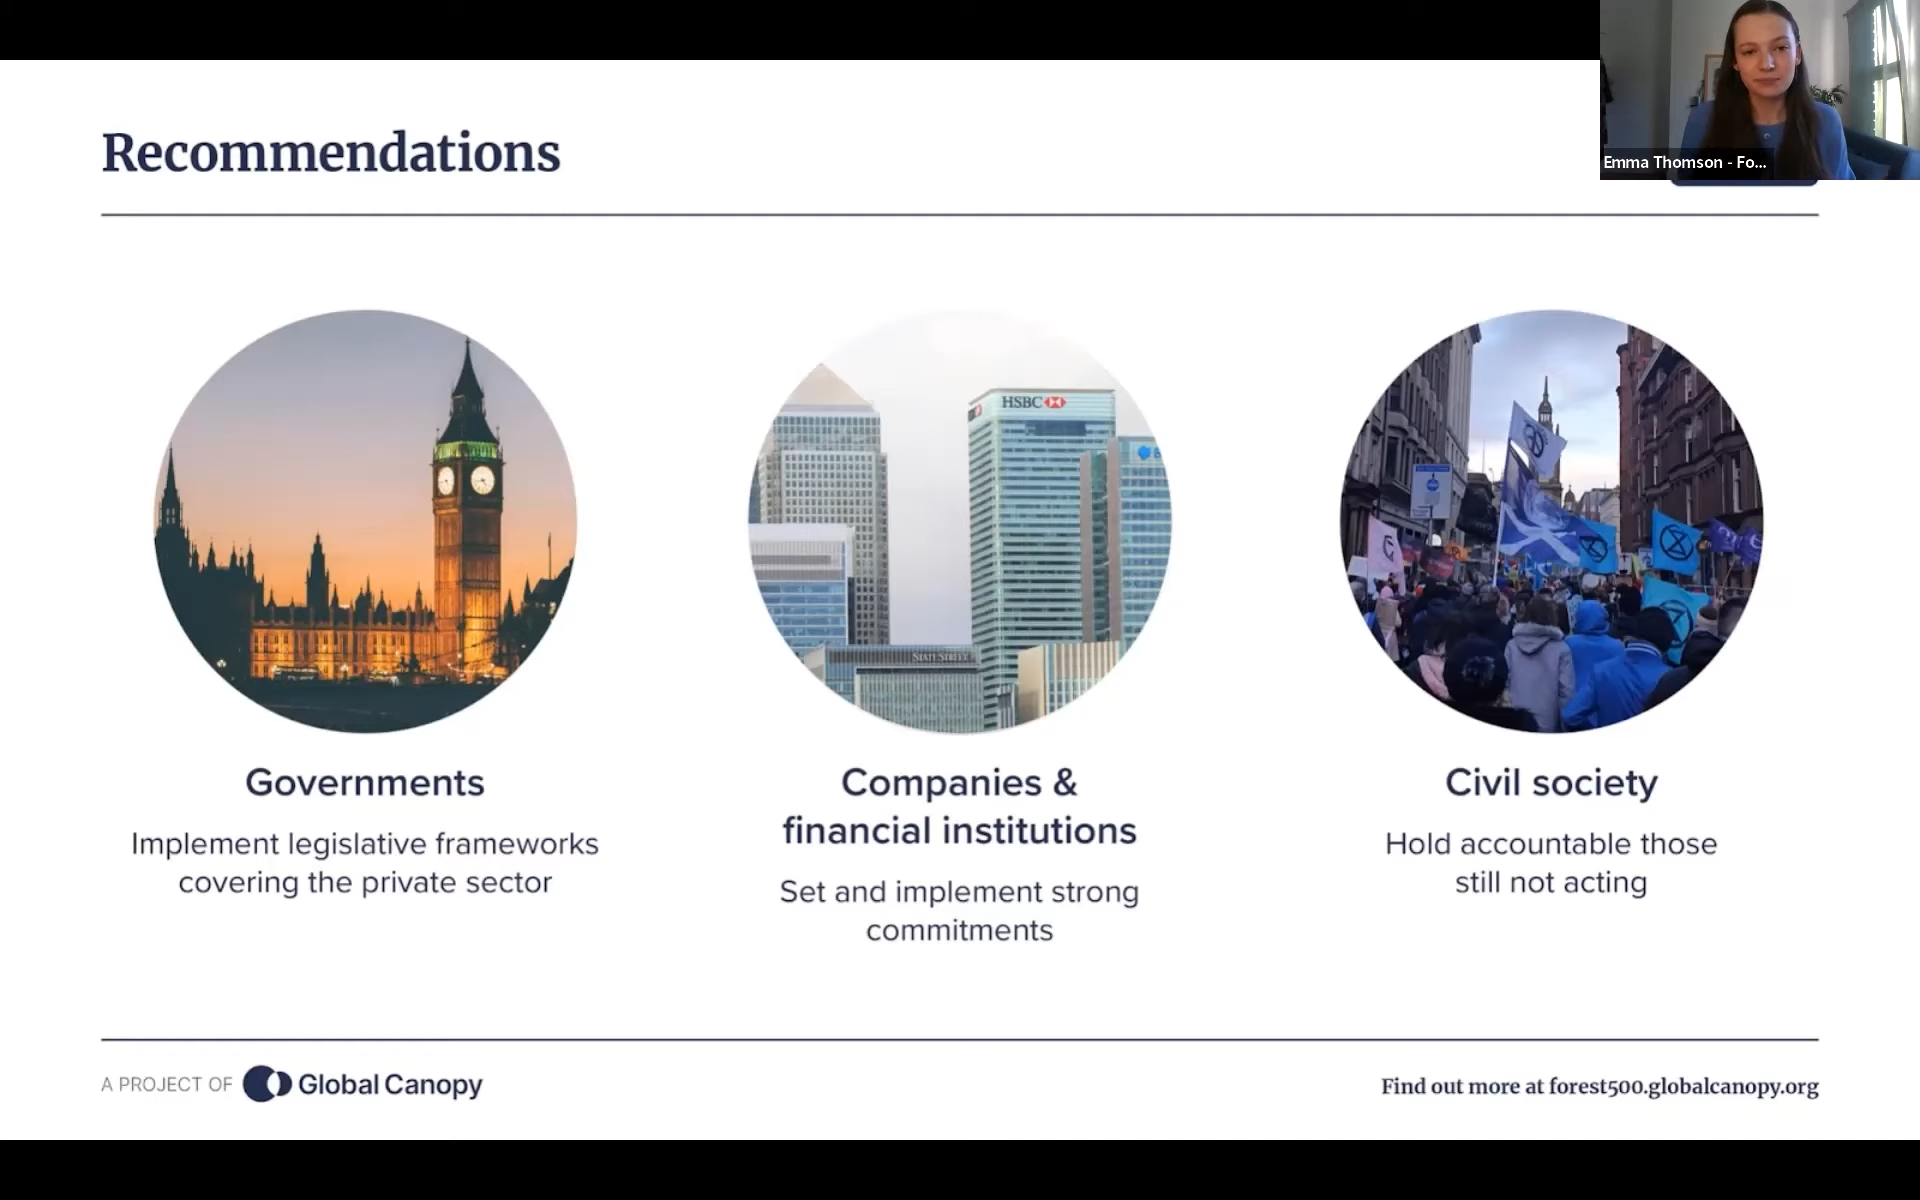 Recommendations
Emma Thomson - Fo...
HSBC
STATE STREET
Governments
Implement legislative frameworks
covering the private sector
Companies &
financial institutions
Set and implement strong
commitments
Civil society
Hold accountable those
still not acting
A PROJECT OF Global Canopy
Find out more at forest500.globalcanopy.org